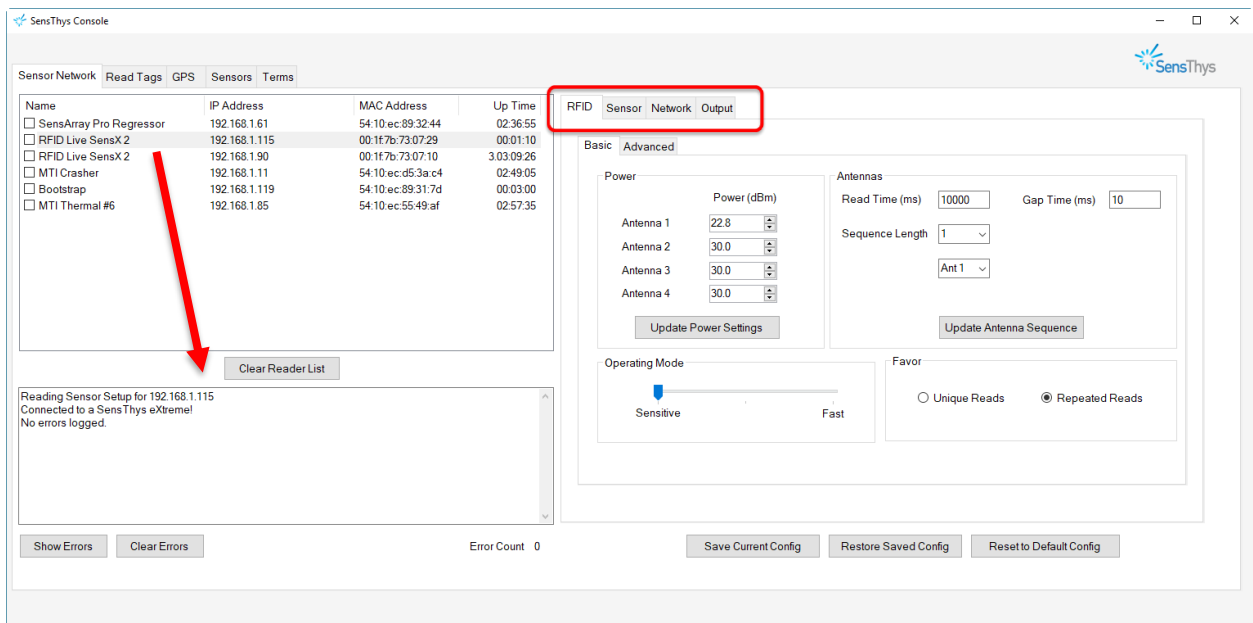 SensThys Console
SensThys
Sensor Network Read Tags GPS Sensors Terms
Name IP Address MAC Address Up Time
SensArray Pro Regressor 192.168.1.61 54:10:ec:89:32:44 02:36:55
RFID Live SensX 2 192.168.1.115 00:1f:7b:73:07:29 00:01:10
RFID Live SensX 2 192.168.1.90 00:1f:7b:73:07:10 3.03:09:26
MTI Crasher 192.168.1.11 54:10:ec:d5:3a:c4 02:49:05
Bootstrap 192.168.1.119 54:10:ec:89:31:7d 00:03:00
MTI Thermal #6 192.168.1.85 54:10:ec:55:49:af 02:57:35
Clear Reader List
Reading Sensor Setup for 192.168.1.115
Connected to a SensThys eXtreme!
No errors logged.
Show Errors Clear Errors Error Count 0
RFID Sensor Network Output
Basic Advanced
Power
Power (dBm)
Antenna 1 22.8
Antenna 2 30.0
Antenna 3 30.0
Antenna 4 30.0
Update Power Settings
Antennas
Read Time (ms) 10000 Gap Time (ms) 10
Sequence Length 1
Ant 1
Update Antenna Sequence
Operating Mode
Sensitive Fast
Favor
Unique Reads Repeated Reads
Save Current Config Restore Saved Config Reset to Default Config